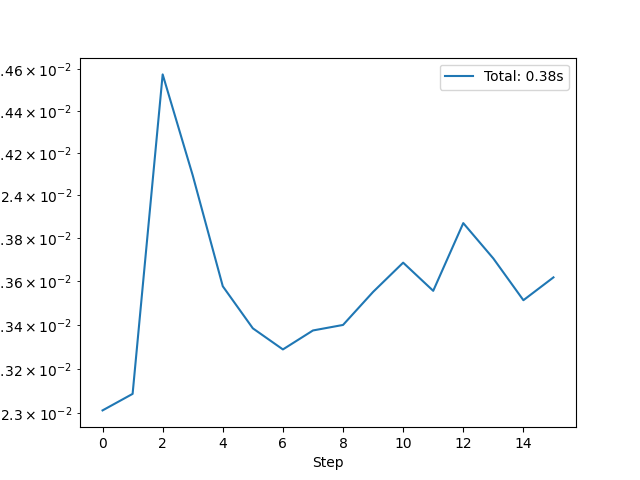 Total: 0.38s
.46 × 10⁻²
.44 × 10⁻²
.42 × 10⁻²
2.4 × 10⁻²
.38 × 10⁻²
.36 × 10⁻²
.34 × 10⁻²
.32 × 10⁻²
2.3 × 10⁻²
0 2 4 6 8 10 12 14
Step